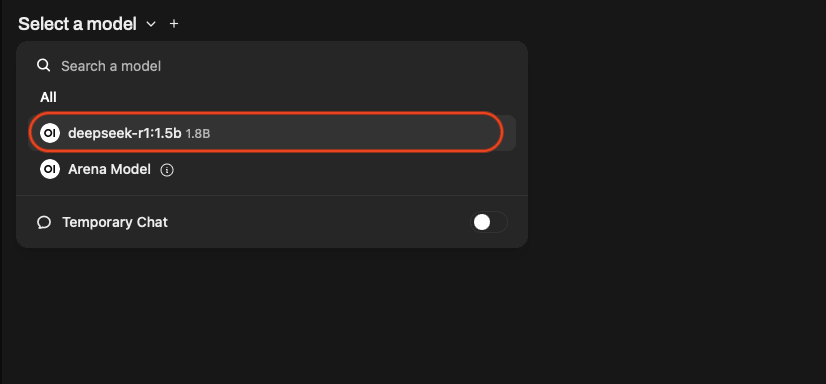 Select a model
Search a model
All
OI deepseek-r1:1.5b 1.8B
OI Arena Model
Temporary Chat